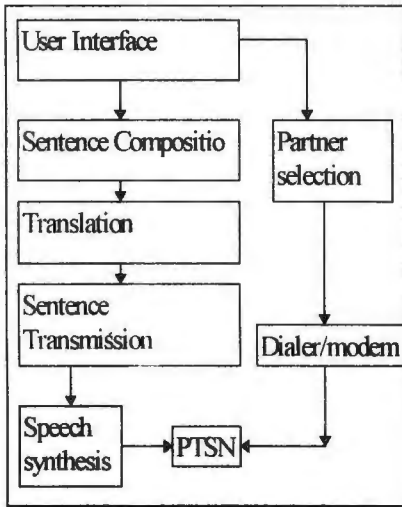 User Interface
Sentence Compositio
Partner
selection
Translation
Sentence
Transmission
Dialer/modem
Speech
synthesis
PTSN